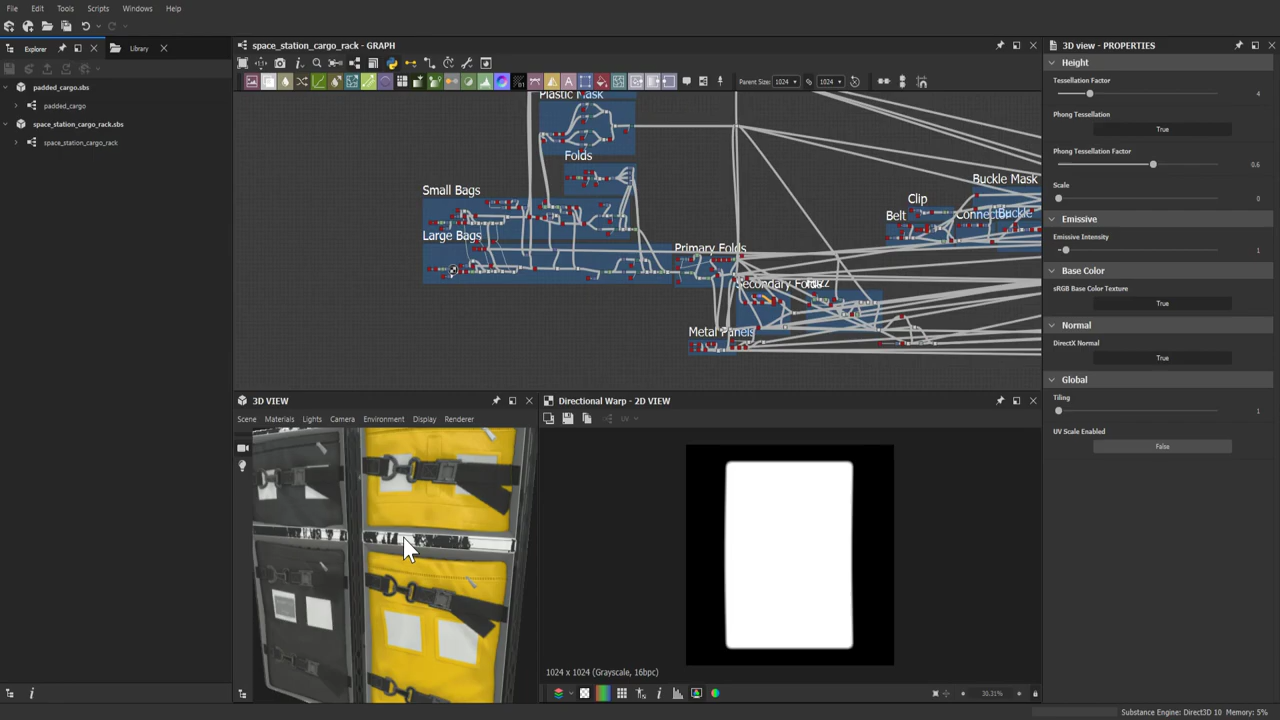 File Edit Tools Scripts Windows Help
Explorer
Library
padded_cargo.sbs
padded_cargo
space_station_cargo_rack.sbs
space_station_cargo_rack
space_station_cargo_rack - GRAPH
Parent Size: 1024 1024
Plastic Mask
Folds
Small Bags
Large Bags
Primary Folds
Metal Panels
Buckle Mask
Clip
Belt
Buckle
3D VIEW
Scene Materials Lights Camera Environment Display Renderer
Directional Warp - 2D VIEW
UV
1024 x 1024 (Grayscale, 16bpc)
30.31%
3D view - PROPERTIES
Height
Tessellation Factor
4
Phong Tessellation
True
Phong Tessellation Factor
0.6
Scale
0
Emissive
Emissive Intensity
1
Base Color
sRGB Base Color Texture
True
Normal
DirectX Normal
True
Global
Tiling
1
UV Scale Enabled
False
Substance Engine: Direct3D 10 Memory: 5%